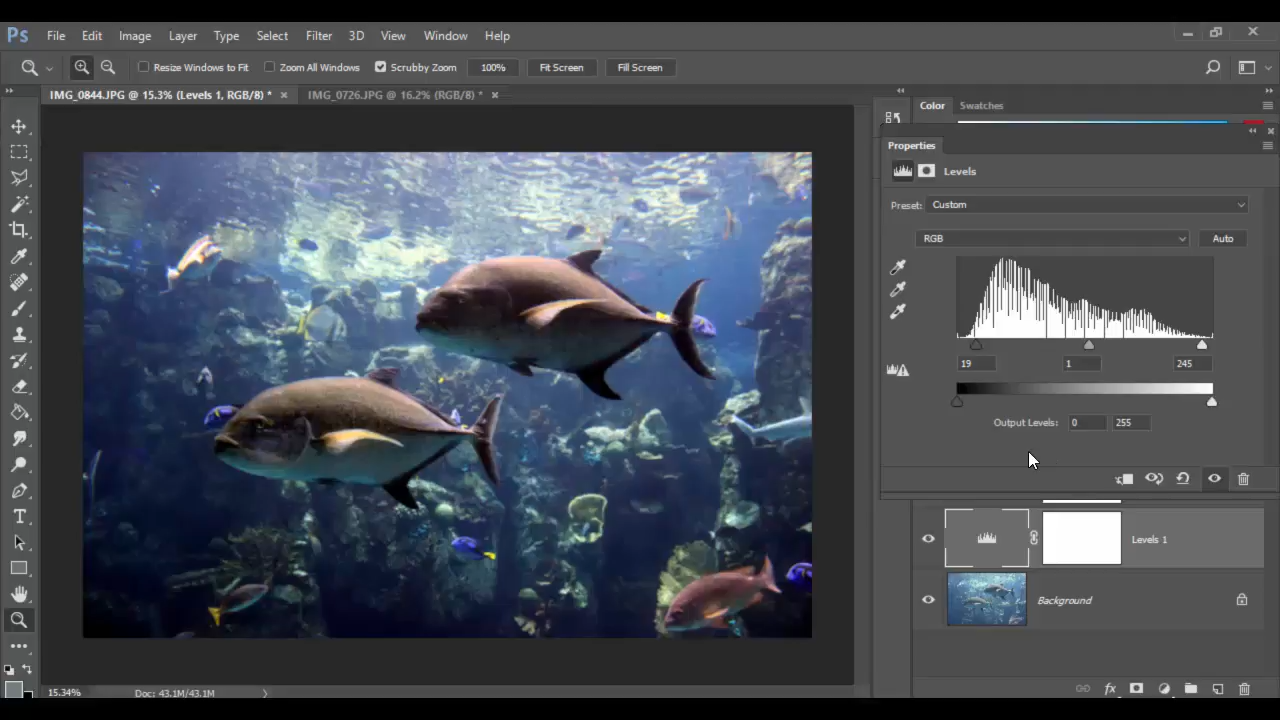 Ps File Edit Image Layer Type Select Filter 3D View Window Help
Resize Windows to Fit Zoom All Windows Scrubby Zoom 100% Fit Screen Fill Screen
IMG_0844.JPG @ 15.3% (Levels 1, RGB/8) * × IMG_0726.JPG @ 16.2% (RGB/8) * ×
Color Swatches
Properties
Levels
Preset: Custom
RGB Auto
19 1 245
Output Levels: 0 255
Levels 1
Background
T
fx
15.34% Doc: 43.1M/43.1M